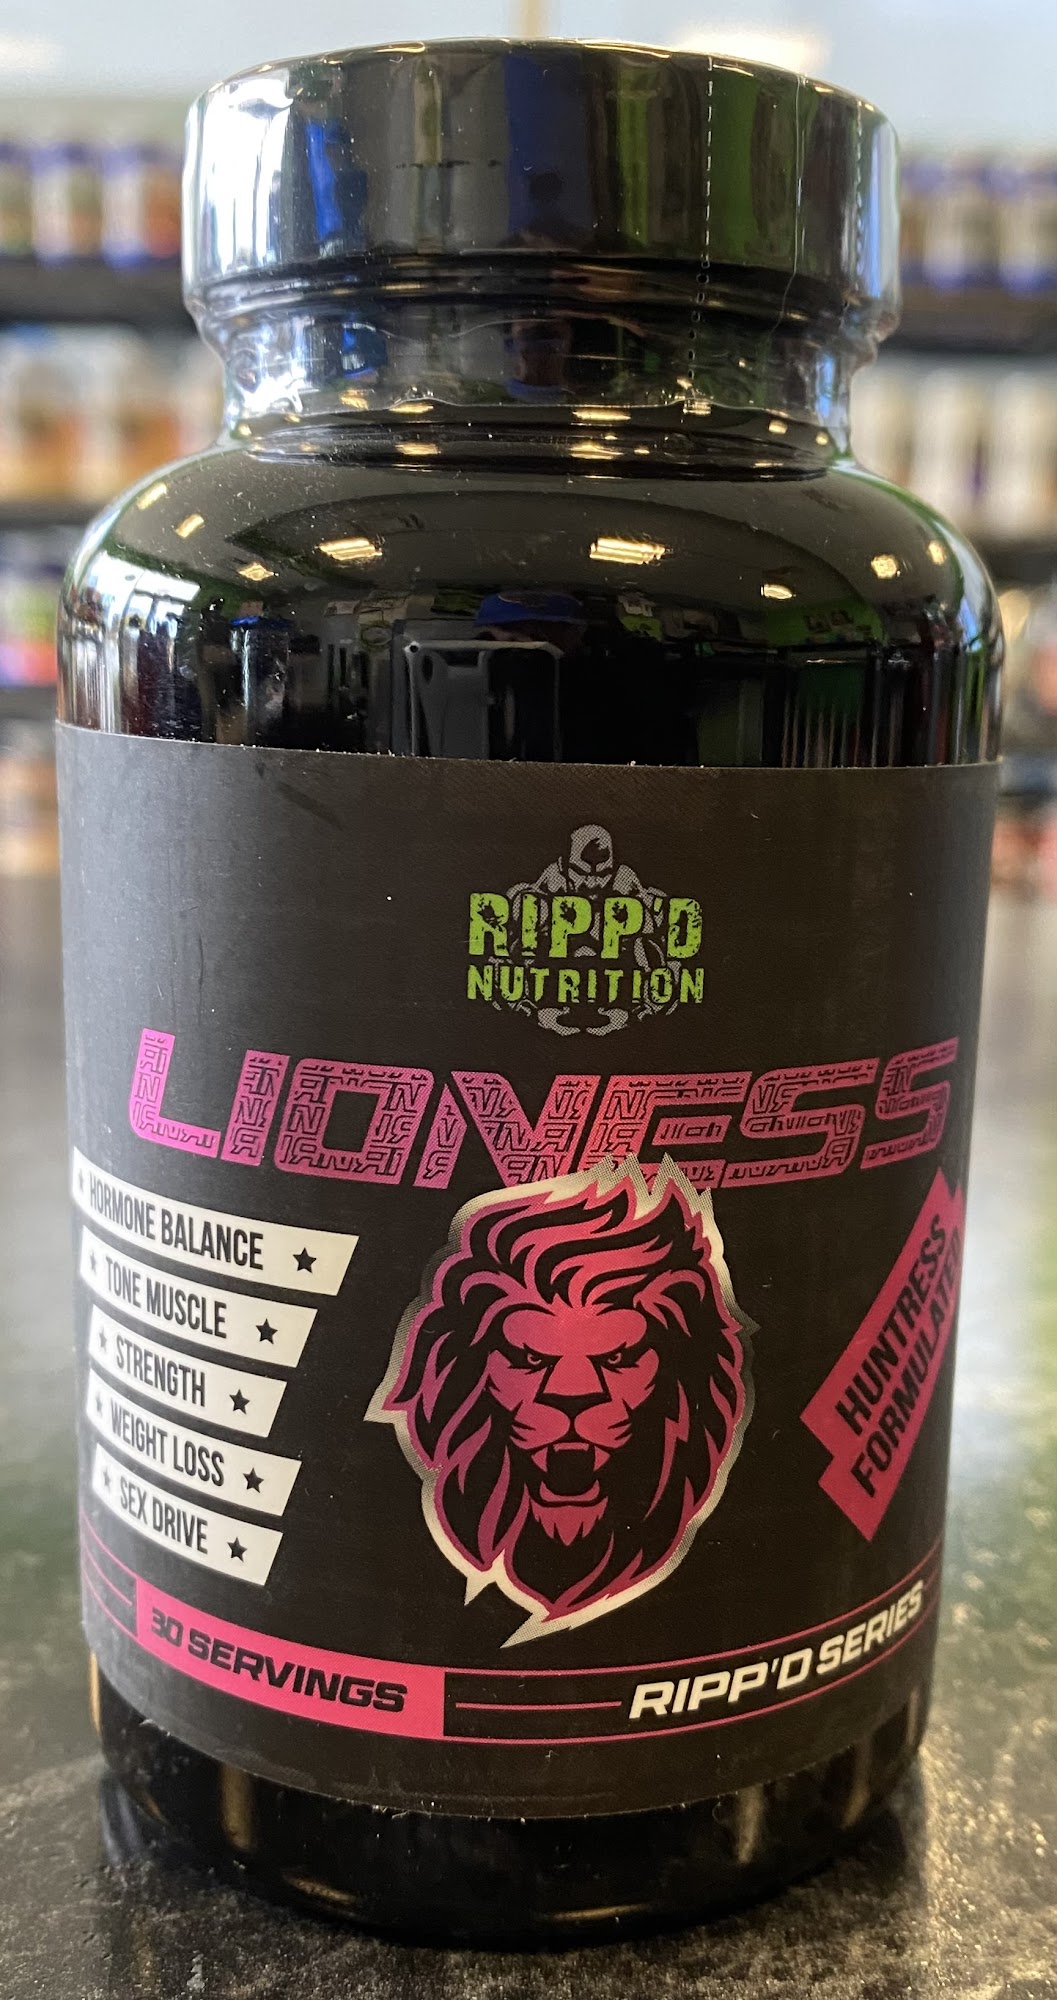 RIPP'D
NUTRITION
LIONESS
HORMONE BALANCE
TONE MUSCLE
STRENGTH
WEIGHT LOSS
SEX DRIVE
HUNTRESS
FORMULATED
30 SERVINGS
RIPP'D SERIES